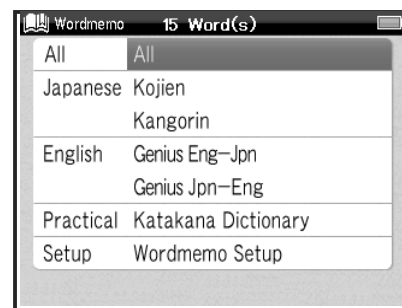 Wordmemo 15 Word(s)
All All
Japanese Kojien
Kangorin
English Genius Eng-Jpn
Genius Jpn-Eng
Practical Katakana Dictionary
Setup Wordmemo Setup